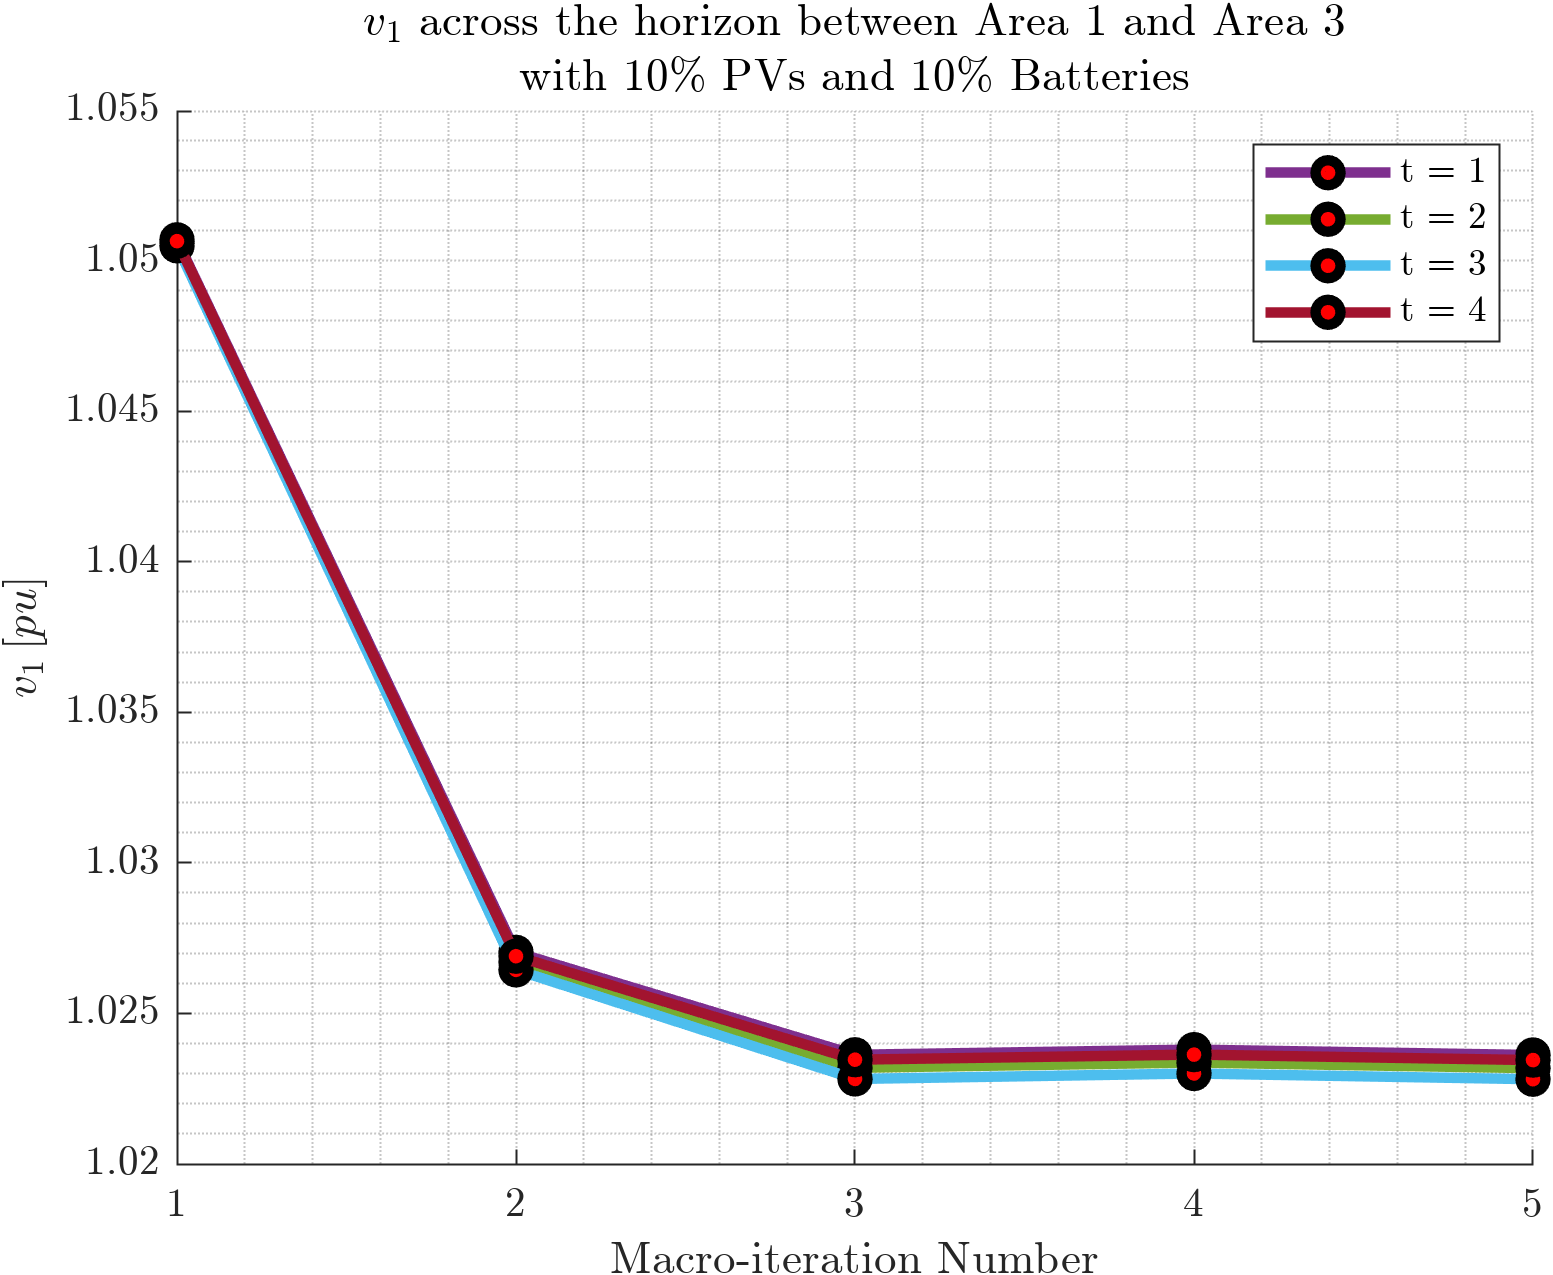 v₁ across the horizon between Area 1 and Area 3
with 10% PVs and 10% Batteries
1.055
1.05
1.045
1.04
1.035
1.03
1.025
1.02
v₁ [pu]
t = 1
t = 2
t = 3
t = 4
1 2 3 4 5
Macro-iteration Number